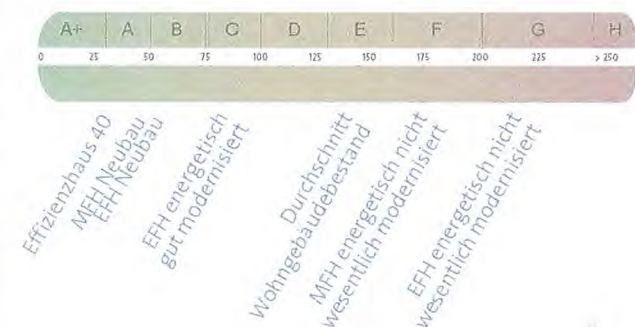 A+ A B C D E F G H
0 25 50 75 100 125 150 175 200 225 > 250
Effizienzhaus 40
MFH Neubau
EFH Neubau
EFH energetisch
gut modernisiert
Durchschnitt
Wohngebäudebestand
MFH energetisch nicht
wesentlich modernisiert
EFH energetisch nicht
wesentlich modernisiert